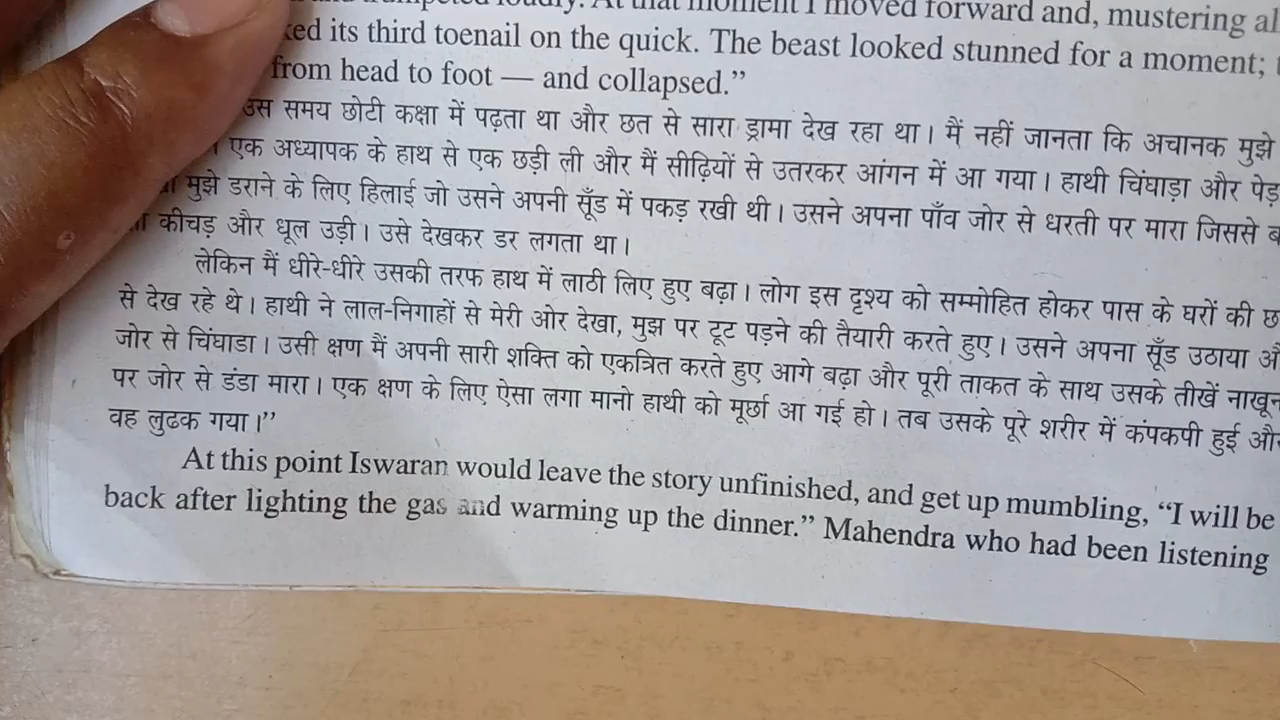 loudly. At that moment I moved forward and, mustering
its third toenail on the quick. The beast looked stunned for a moment;
from head to foot — and collapsed.”
उस समय छोटी कक्षा में पढ़ता था और छत से सारा ड्रामा देख रहा था। मैं नहीं जानता कि अचानक मुझे
एक अध्यापक के हाथ से एक छड़ी ली और मैं सीढ़ियों से उतरकर आंगन में आ गया। हाथी चिंघाड़ा और पेड़
मुझे डराने के लिए हिलाई जो उसने अपनी सूँड में पकड़ रखी थी। उसने अपना पाँव जोर से धरती पर मारा जिससे
कीचड़ और धूल उड़ी। उसे देखकर डर लगता था।
लेकिन मैं धीरे-धीरे उसकी तरफ हाथ में लाठी लिए हुए बढ़ा। लोग इस दृश्य को सम्मोहित होकर पास के घरों की
से देख रहे थे। हाथी ने लाल-निगाहों से मेरी ओर देखा, मुझ पर टूट पड़ने की तैयारी करते हुए। उसने अपना सूँड उठाया
जोर से चिंघाडा। उसी क्षण मैं अपनी सारी शक्ति को एकत्रित करते हुए आगे बढ़ा और पूरी ताकत के साथ उसके तीखें नाखून
पर जोर से डंडा मारा। एक क्षण के लिए ऐसा लगा मानो हाथी को मूर्छा आ गई हो। तब उसके पूरे शरीर में कंपकपी हुई और
वह लुढक गया।”
At this point Iswaran would leave the story unfinished, and get up mumbling, “I will be
back after lighting the gas and warming up the dinner.” Mahendra who had been listening